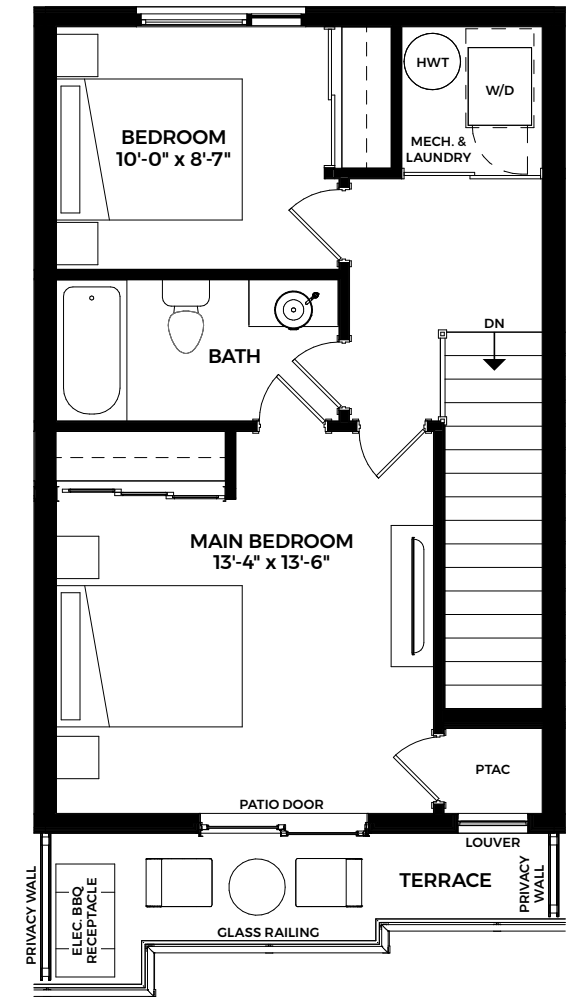 HWT
W/D
BEDROOM
10'-0" x 8'-7"
MECH. &
LAUNDRY
DN
BATH
MAIN BEDROOM
13'-4" x 13'-6"
PTAC
PATIO DOOR
LOUVER
PRIVACY WALL
ELEC. BBQ
RECEPTACLE
TERRACE
PRIVACY
WALL
GLASS RAILING